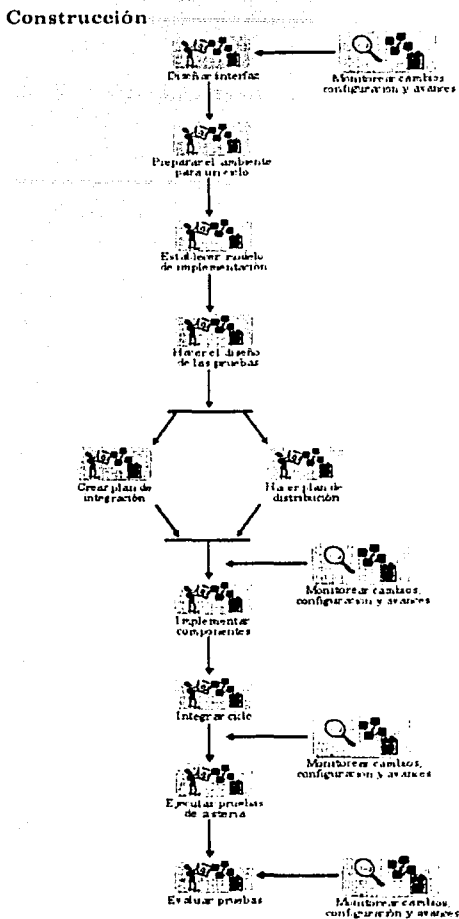 Construcción
Diseñar interfaz
Monitorear cambios,
configuración y avances
Preparar el ambiente
para un ciclo
Establecer modelo
de implementación
Hacer el diseño
de las pruebas
Crear plan de
integración
Hacer plan de
distribución
Monitorear cambios,
configuración y avances
Implementar
componentes
Integrar ciclo
Monitorear cambios,
configuración y avances
Ejecutar pruebas
de sistema
Evaluar pruebas
Monitorear cambios,
configuración y avances